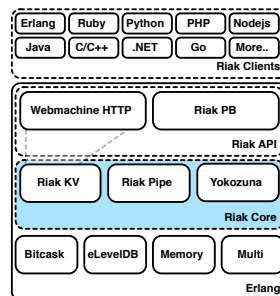 Erlang Ruby Python PHP Nodejs
Java C/C++ .NET Go More..
Riak Clients
Webmachine HTTP Riak PB
Riak API
Riak KV Riak Pipe Yokozuna
Riak Core
Bitcask eLevelDB Memory Multi
Erlang